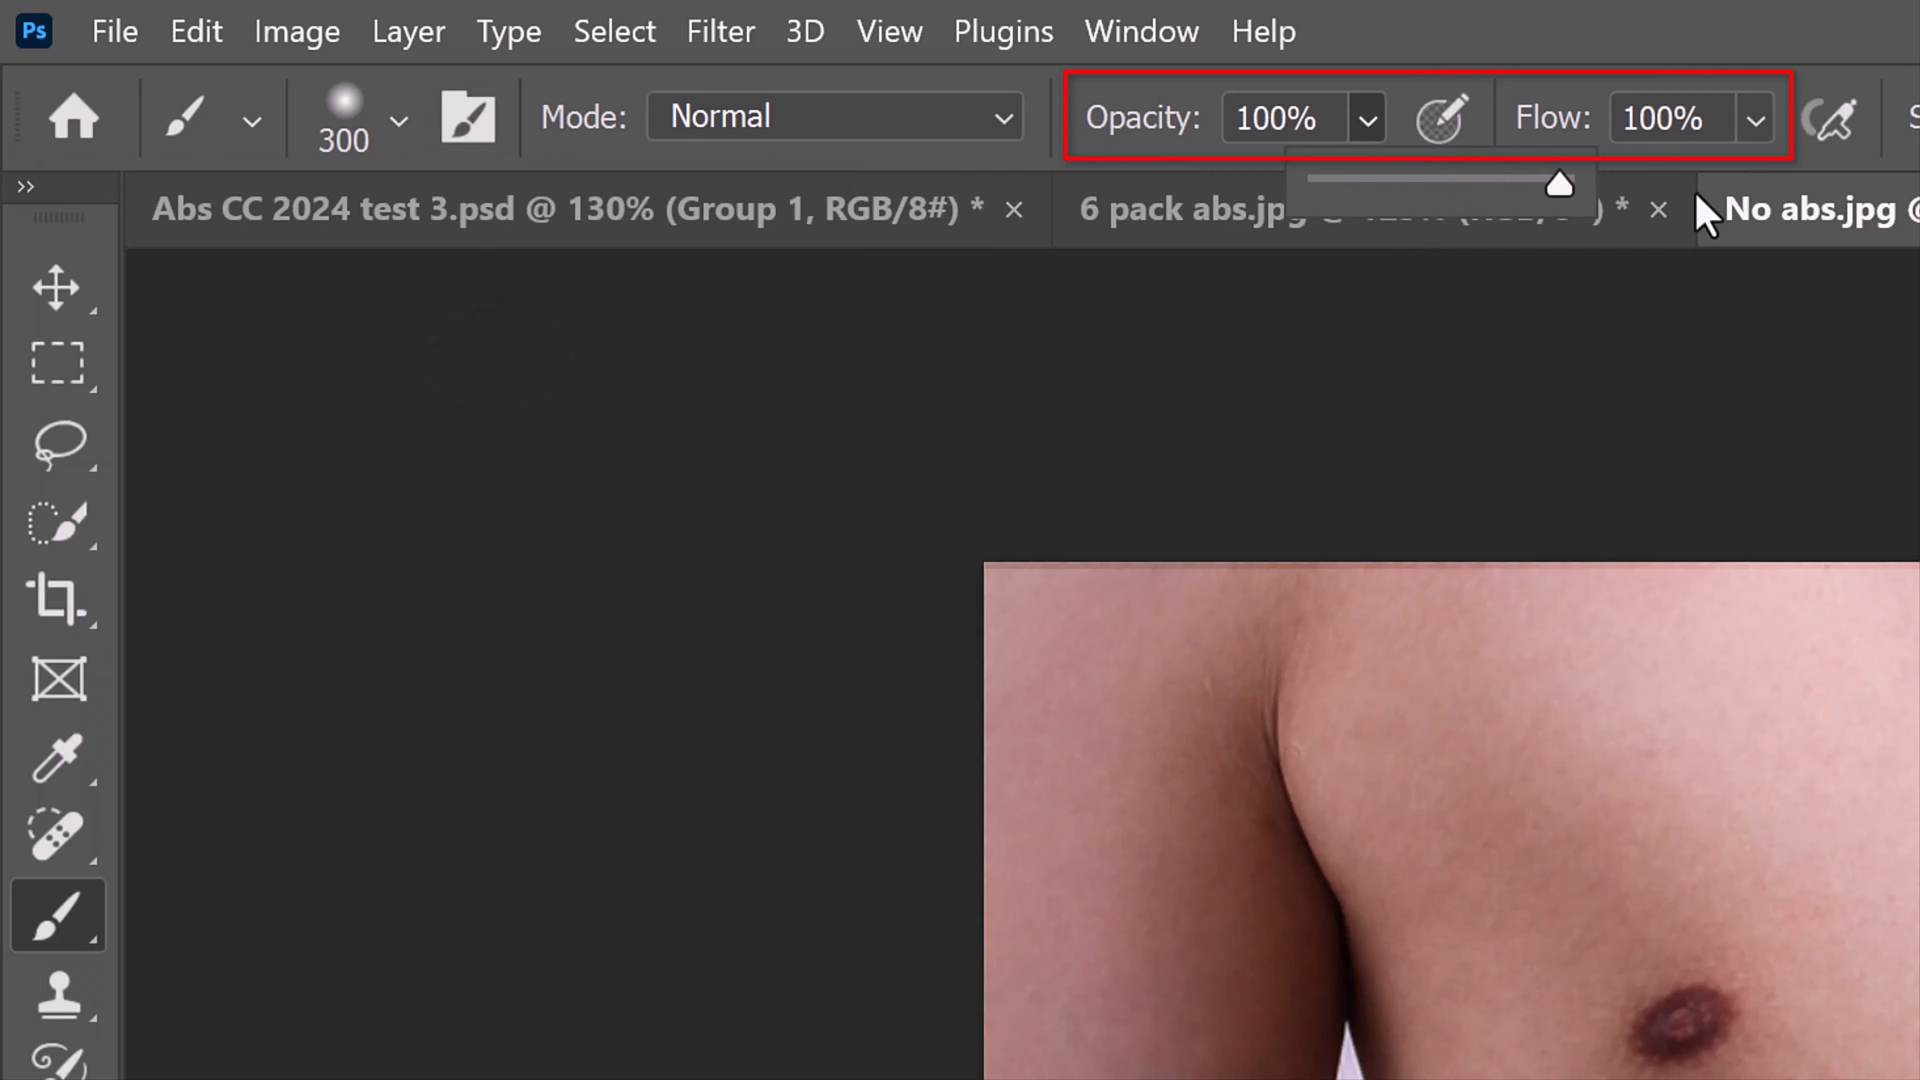 Ps File Edit Image Layer Type Select Filter 3D View Plugins Window Help
300 Mode: Normal Opacity: 100% Flow: 100% S
Abs CC 2024 test 3.psd @ 130% (Group 1, RGB/8#) * × 6 pack abs.jpg ) * × No abs.jpg @